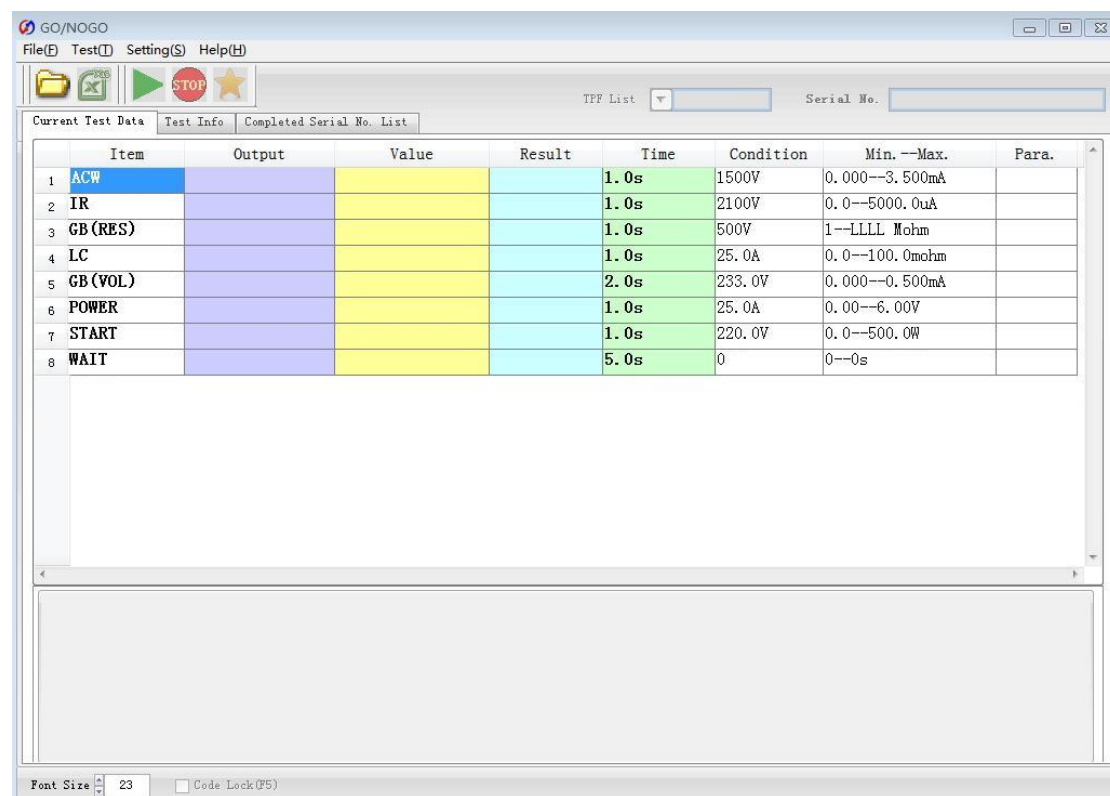 GO/NOGO
File(F) Test(T) Setting(S) Help(H)
STOP
TPF List Serial No.
Current Test Data Test Info Completed Serial No. List
Item Output Value Result Time Condition Min.--Max. Para.
1 ACW 1.0s 1500V 0.000--3.500mA
2 IR 1.0s 2100V 0.0--5000.0uA
3 GB(RES) 1.0s 500V 1--LLLL Mohm
4 LC 1.0s 25.0A 0.0--100.0mohm
5 GB(VOL) 2.0s 233.0V 0.000--0.500mA
6 POWER 1.0s 25.0A 0.00--6.00V
7 START 1.0s 220.0V 0.0--500.0W
8 WAIT 5.0s 0 0--0s
Font Size 23 Code Lock(F5)